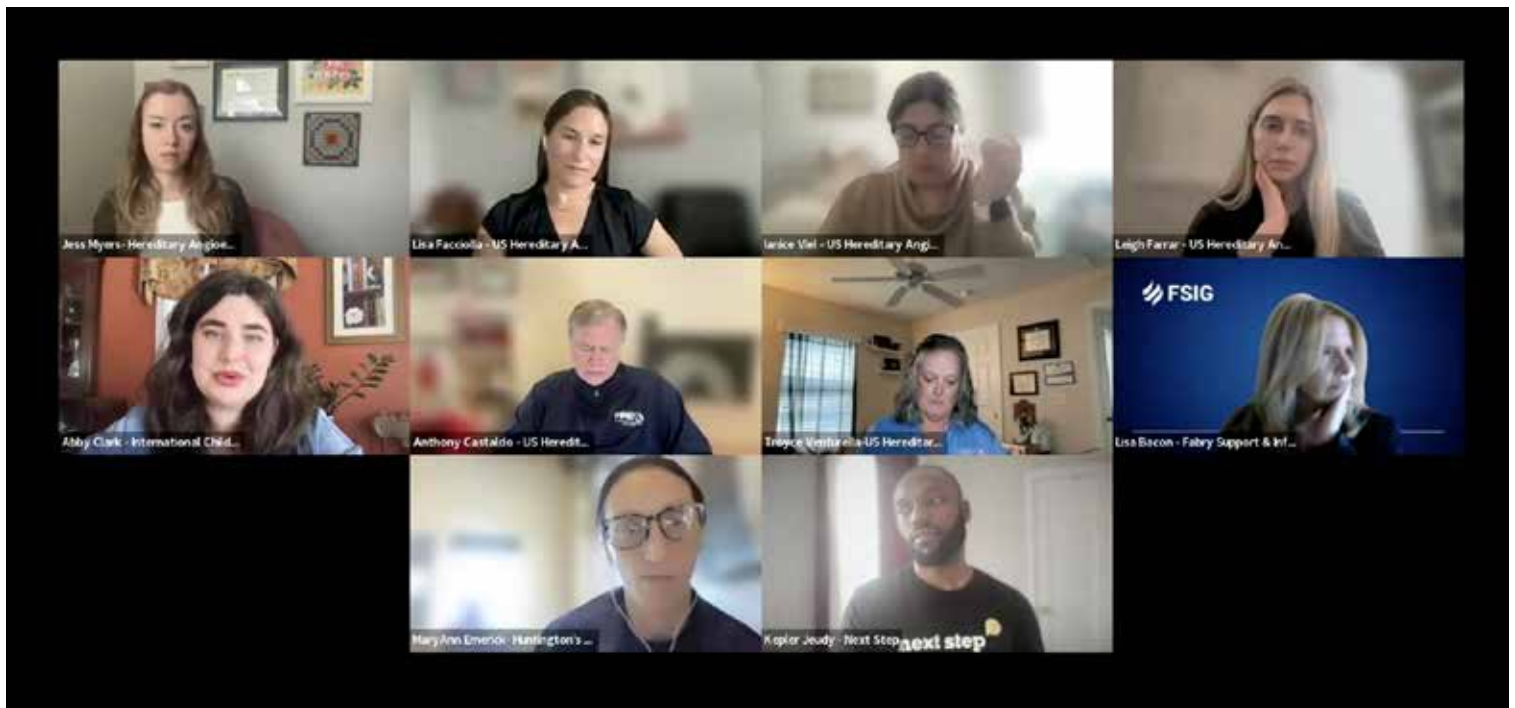 Jess Myers- Hereditary Angioe...
Lisa Facciolla - US Hereditary A...
Janice Viel - US Hereditary Angi...
Leigh Farrar - US Hereditary An...
FSIG
Abby Clark - International Child...
Anthony Castaldo - US Heredit...
Troyce Venturella-US Hereditar...
Lisa Bacon - Fabry Support & Inf...
MaryAnn Emerick- Huntington's ...
Kepler Jeudy - Next Step
next step